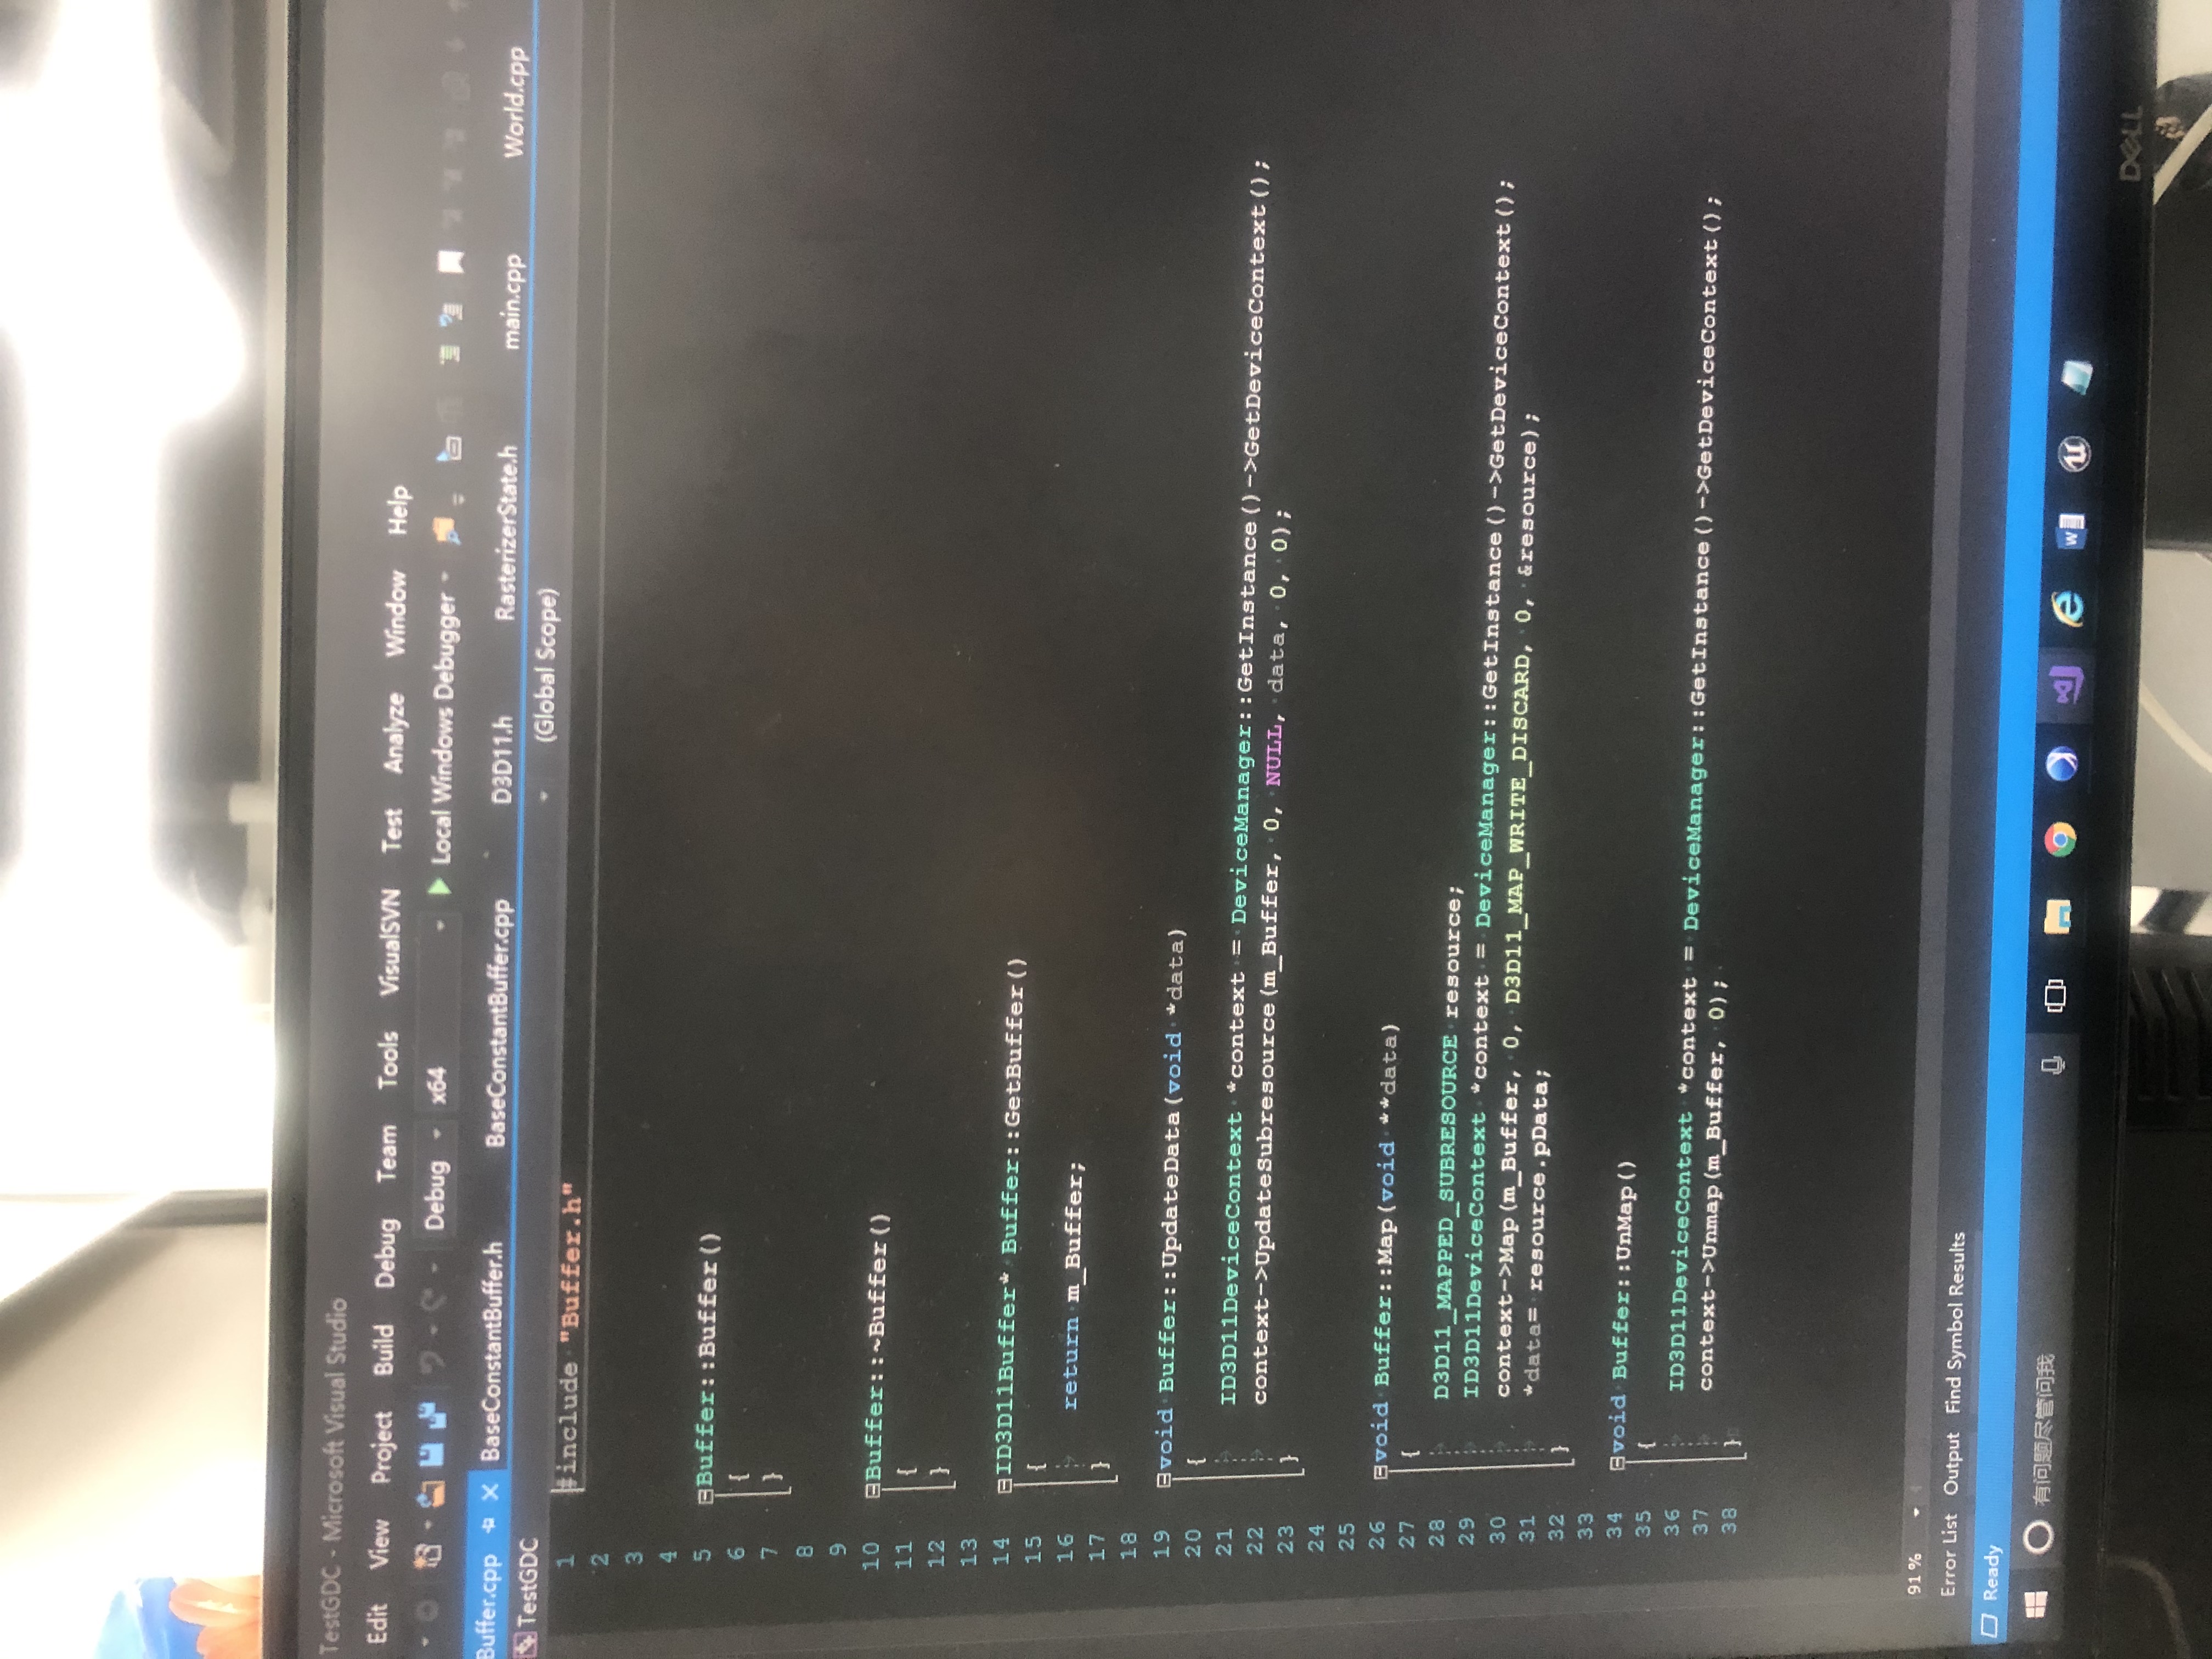 TestGDC - Microsoft Visual Studio
Edit View Project Build Debug Team Tools VisualSVN Test Analyze Window Help
Debug x64 Local Windows Debugger
Buffer.cpp BaseConstantBuffer.h BaseConstantBuffer.cpp D3D11.h RasterizerState.h main.cpp World.cpp
TestGDC (Global Scope)
1 #include "Buffer.h"
2
3
4
5 Buffer::Buffer()
6 {
7 }
8
9
10 Buffer::~Buffer()
11 {
12 }
13
14 ID3D11Buffer* Buffer::GetBuffer()
15 {
16 return m_Buffer;
17 }
18
19 void Buffer::UpdateData(void *data)
20 {
21 ID3D11DeviceContext *context = DeviceManager::GetInstance()->GetDeviceContext();
22 context->UpdateSubresource(m_Buffer, 0, NULL, data, 0, 0);
23 }
24
25
26 void Buffer::Map(void **data)
27 {
28 D3D11_MAPPED_SUBRESOURCE resource;
29 ID3D11DeviceContext *context = DeviceManager::GetInstance()->GetDeviceContext();
30 context->Map(m_Buffer, 0, D3D11_MAP_WRITE_DISCARD, 0, &resource);
31 *data= resource.pData;
32 }
33
34 void Buffer::UnMap()
35 {
36 ID3D11DeviceContext *context = DeviceManager::GetInstance()->GetDeviceContext();
37 context->Unmap(m_Buffer, 0);
38 }
91 %
Error List Output Find Symbol Results
Ready
有问题尽管问我
DELL